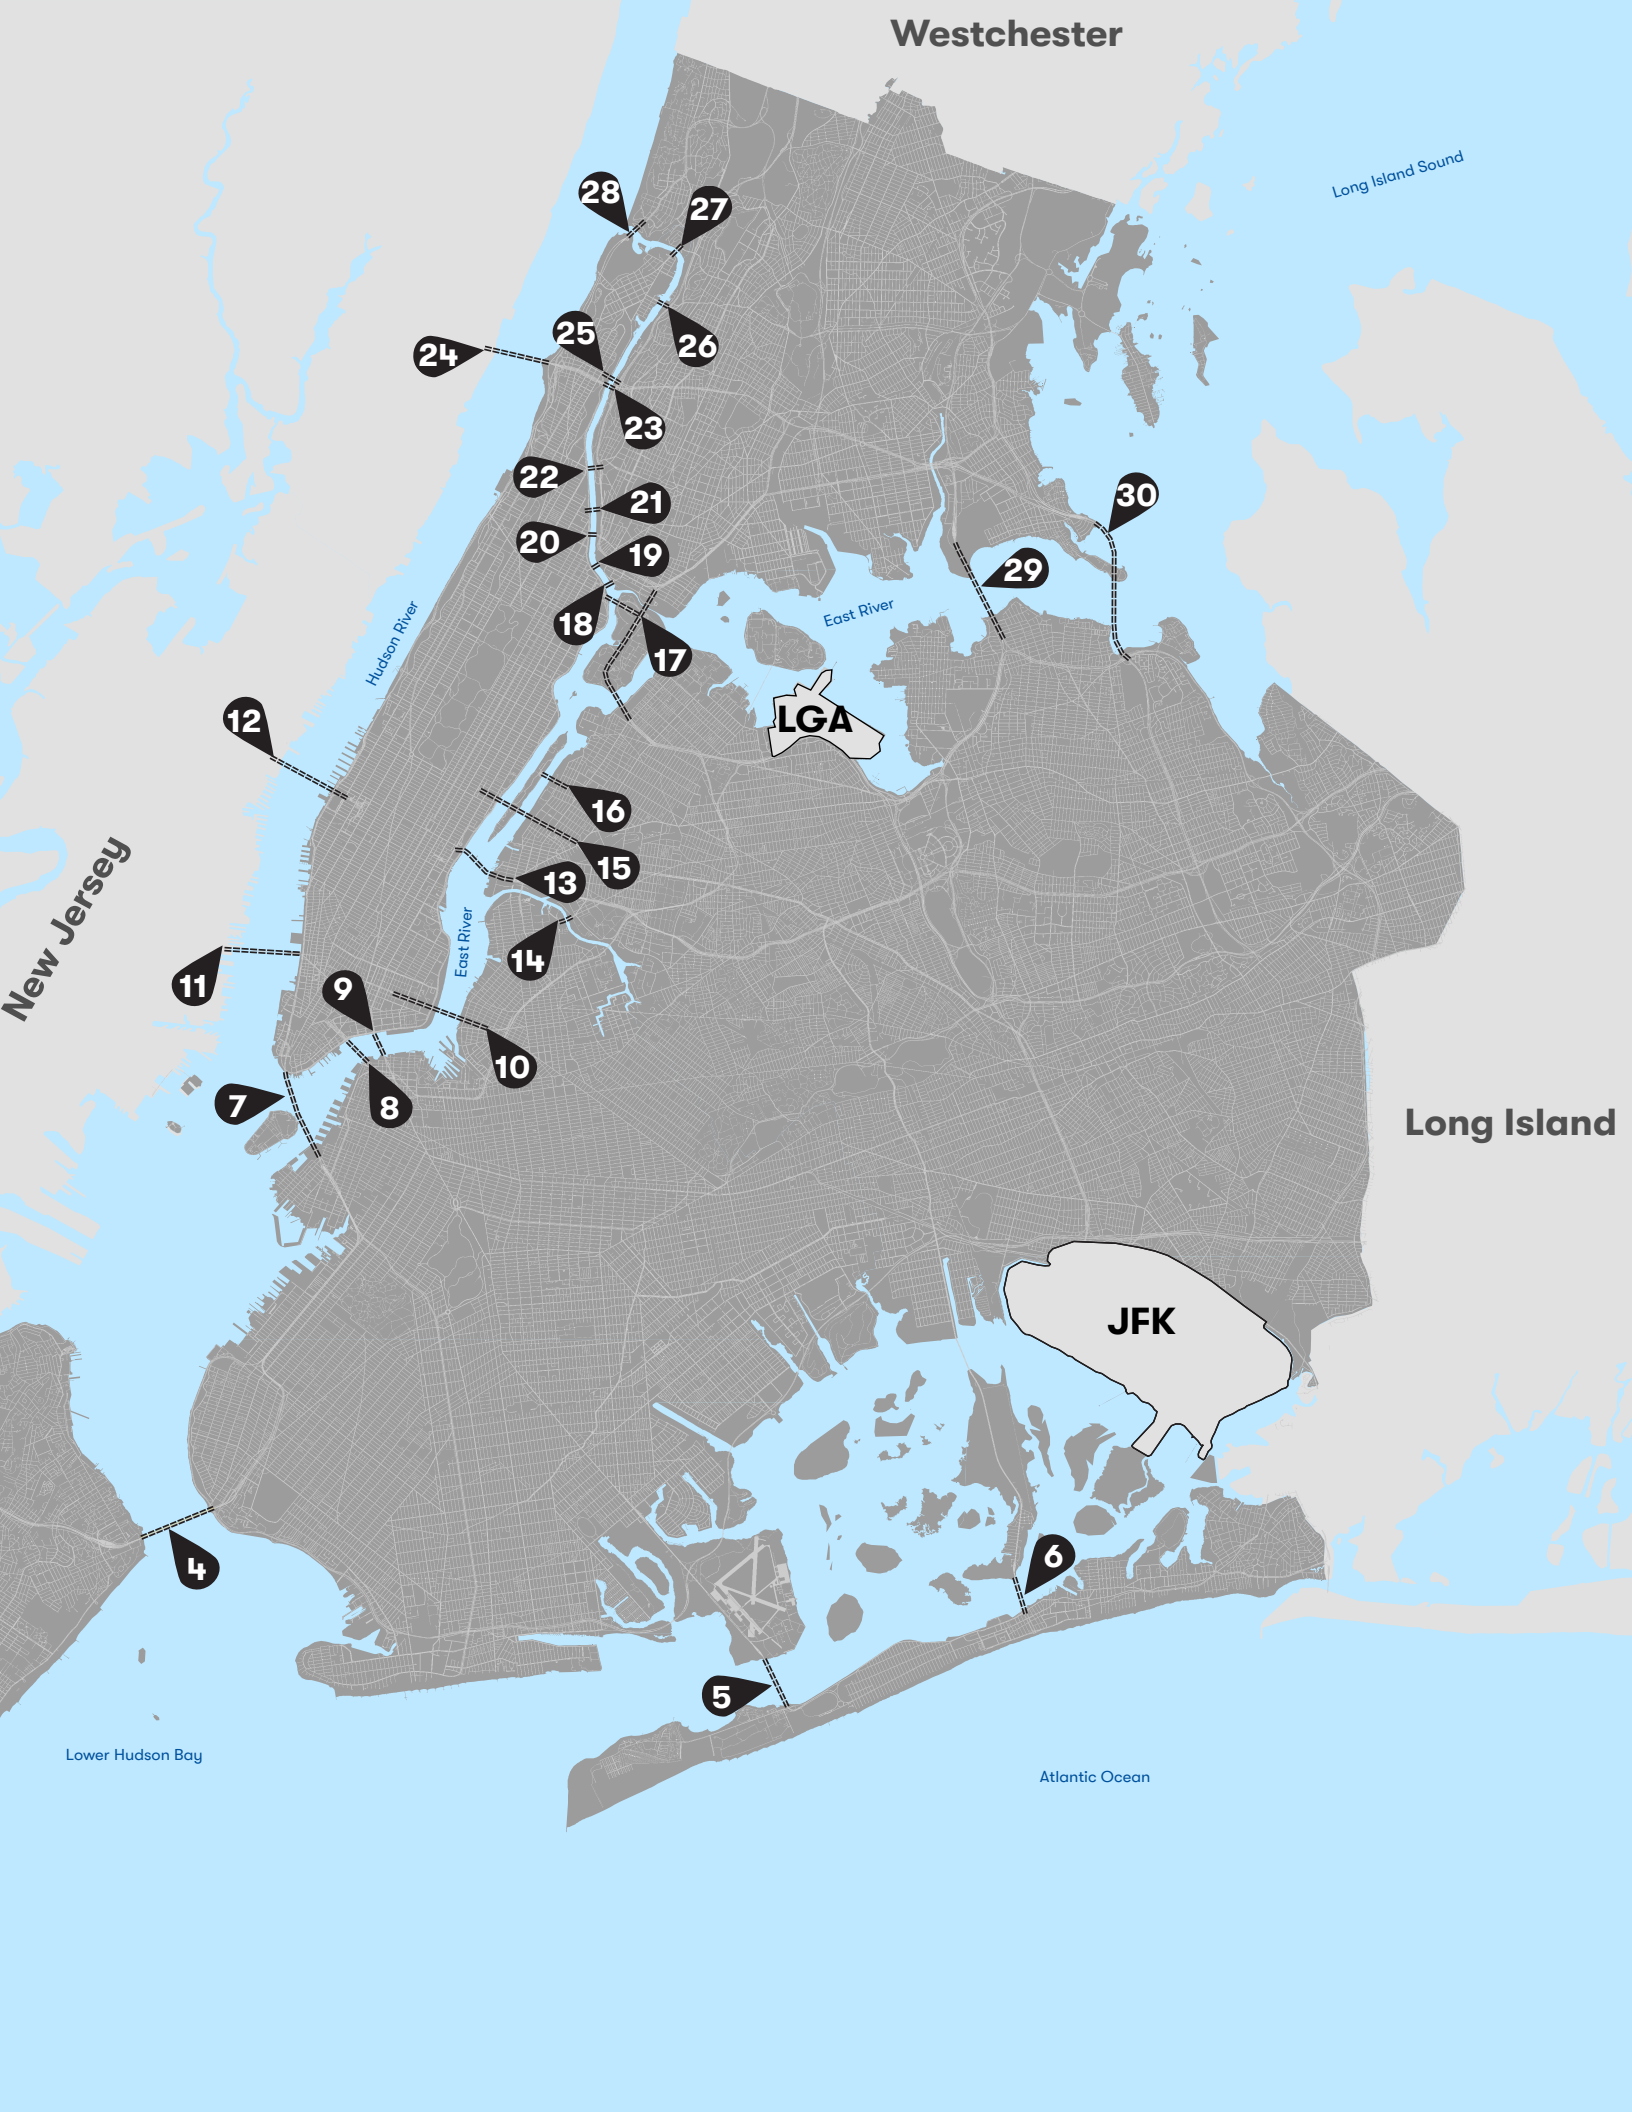 Westchester
Long Island Sound
28
27
25
24
26
23
22
30
21
20
19
29
18
East River
Hudson River
17
12
LGA
16
15
13
New Jersey
East River
14
11
9
10
7
8
Long Island
JFK
4
6
5
Lower Hudson Bay
Atlantic Ocean